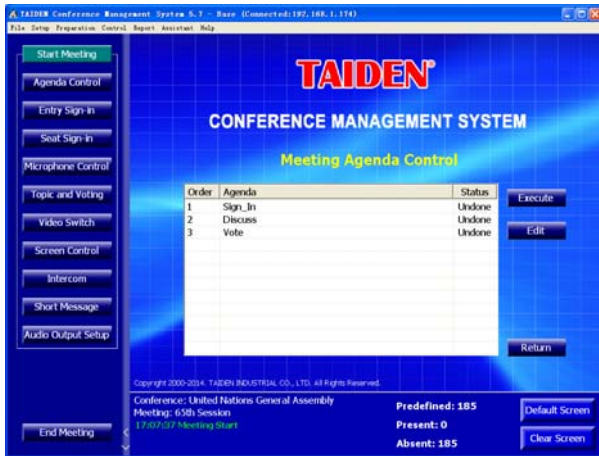 TAIDEN Conference Management System 5.7 - Base (Connected:192.168.1.174)
File Setup Preparation Control Report Assistant Help
Start Meeting
Agenda Control
Entry Sign-in
Seat Sign-in
Microphone Control
Topic and Voting
Video Switch
Screen Control
Intercom
Short Message
Audio Output Setup
End Meeting
TAIDEN®
CONFERENCE MANAGEMENT SYSTEM
Meeting Agenda Control
Order Agenda Status
1 Sign_In Undone
2 Discuss Undone
3 Vote Undone
Execute
Edit
Return
Copyright 2000-2014. TAIDEN INDUSTRIAL CO., LTD. All Rights Reserved.
Conference: United Nations General Assembly
Meeting: 65th Session
17:07:37 Meeting Start
Predefined: 185
Present: 0
Absent: 185
Default Screen
Clear Screen